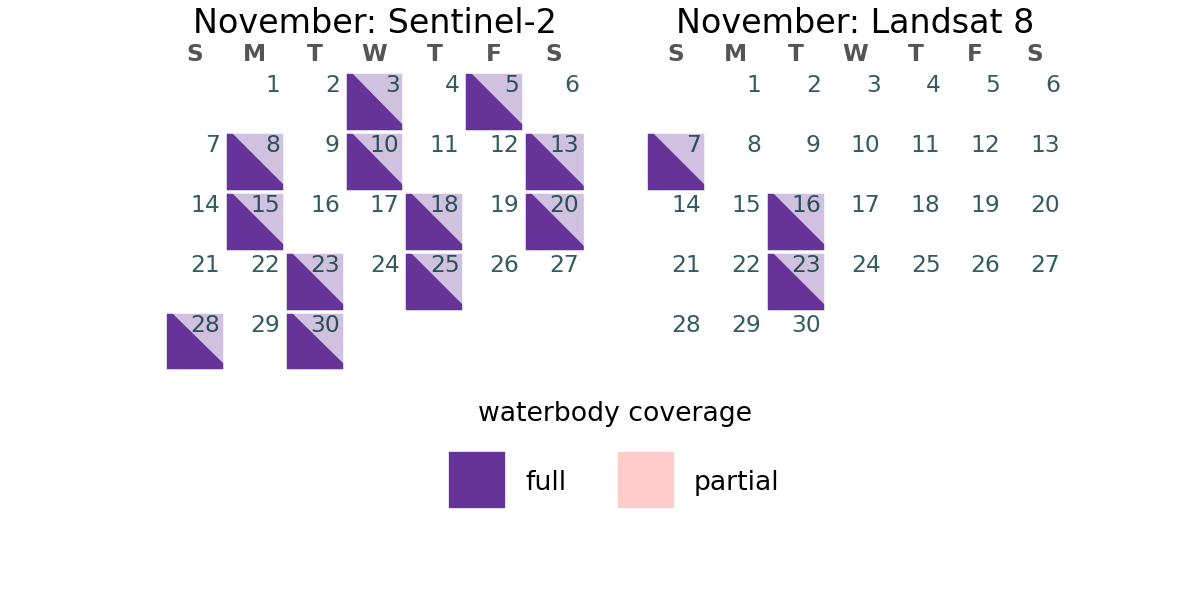 November: Sentinel-2
S M T W T F S
1 2 3 4 5 6
7 8 9 10 11 12 13
14 15 16 17 18 19 20
21 22 23 24 25 26 27
28 29 30
November: Landsat 8
S M T W T F S
1 2 3 4 5 6
7 8 9 10 11 12 13
14 15 16 17 18 19 20
21 22 23 24 25 26 27
28 29 30
waterbody coverage
full partial